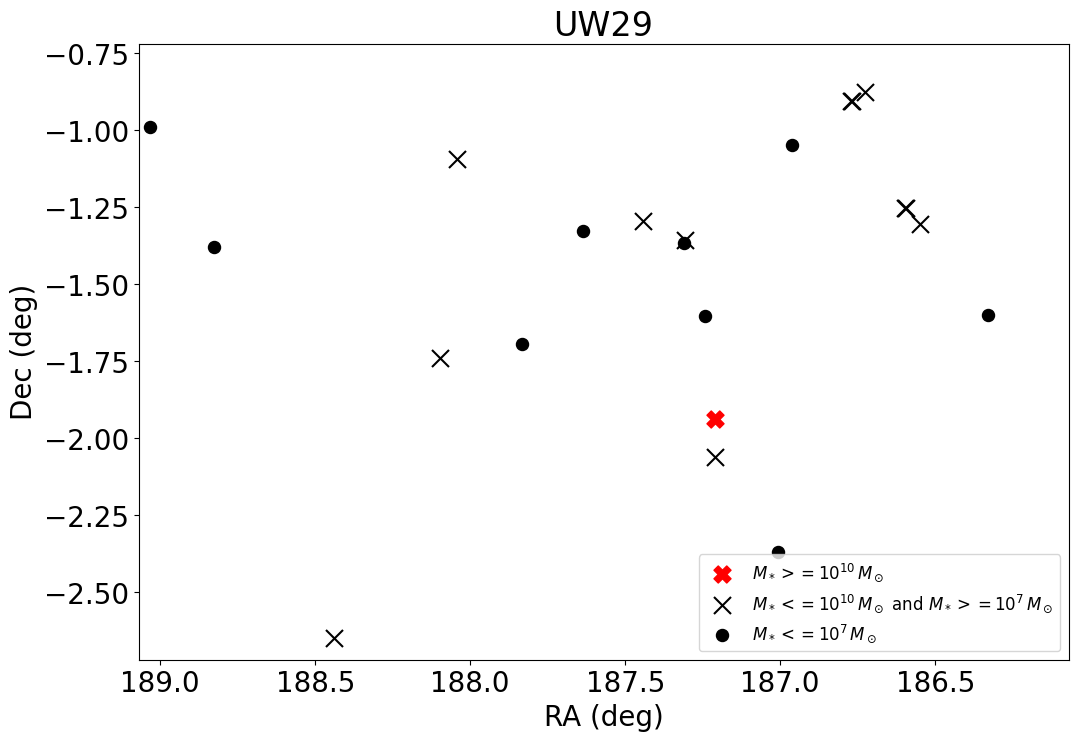 UW29
−0.75
−1.00
−1.25
−1.50
−1.75
−2.00
−2.25
−2.50
Dec (deg)
M* >= 10^10 M⊙
M* <= 10^10 M⊙ and M* >= 10^7 M⊙
M* <= 10^7 M⊙
189.0 188.5 188.0 187.5 187.0 186.5
RA (deg)